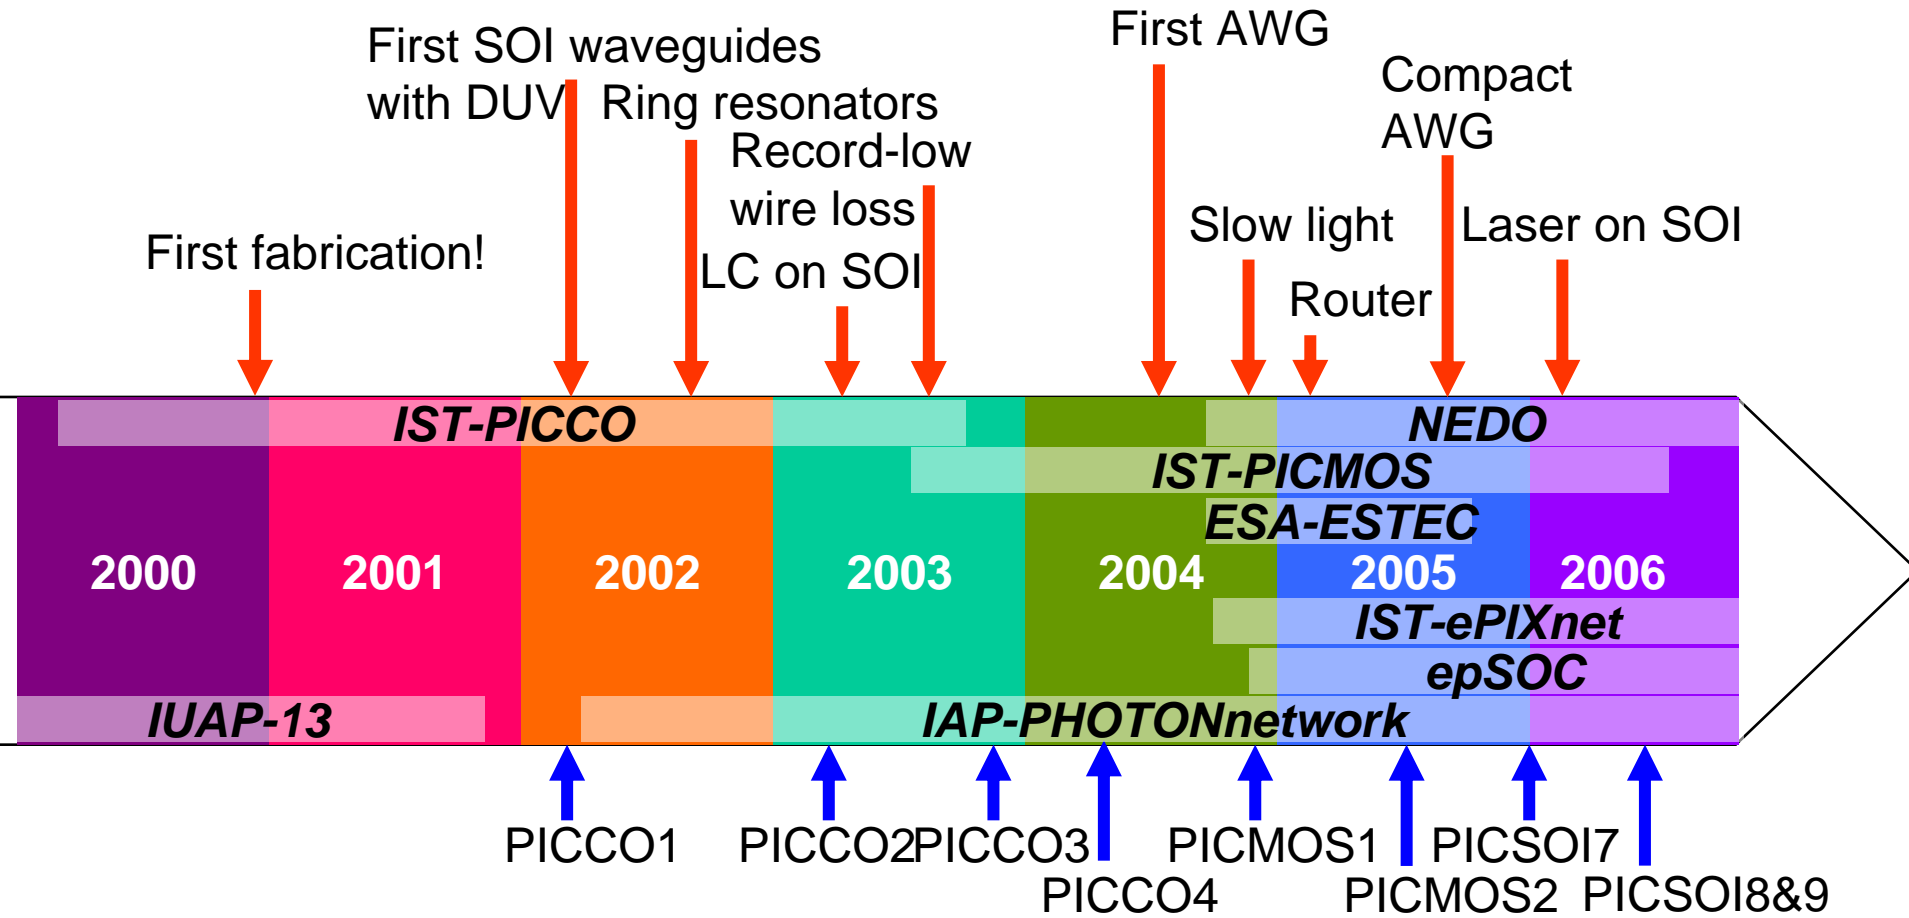 First AWG
First SOI waveguides
with DUV
Ring resonators
Compact
AWG
Record-low
wire loss
Slow light
Laser on SOI
First fabrication!
LC on SOI
Router
IST-PICCO
NEDO
IST-PICMOS
ESA-ESTEC
2000 2001 2002 2003 2004 2005 2006
IST-ePIXnet
epSOC
IUAP-13
IAP-PHOTONnetwork
PICCO1 PICCO2 PICCO3 PICMOS1 PICSOI7
PICCO4 PICMOS2 PICSOI8&9